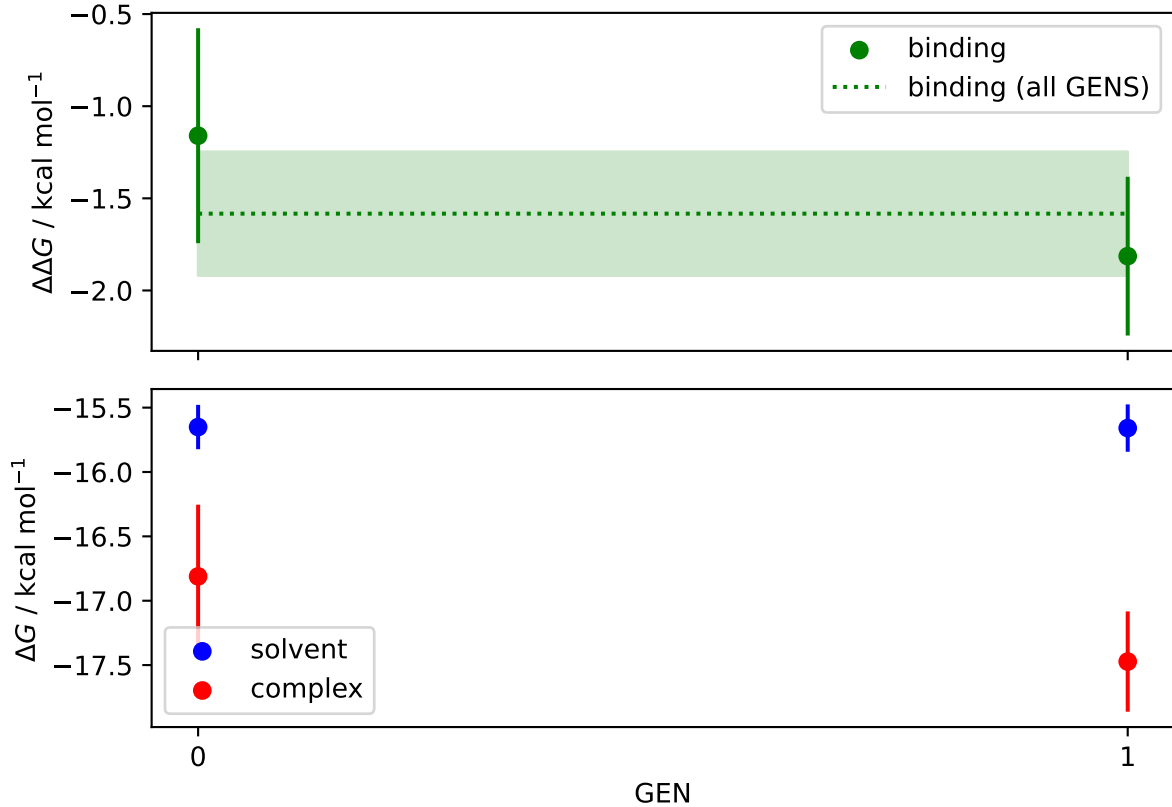 −0.5
−1.0
−1.5
−2.0
ΔΔG / kcal mol⁻¹
binding
binding (all GENS)
−15.5
−16.0
−16.5
−17.0
−17.5
ΔG / kcal mol⁻¹
solvent
complex
0
1
GEN